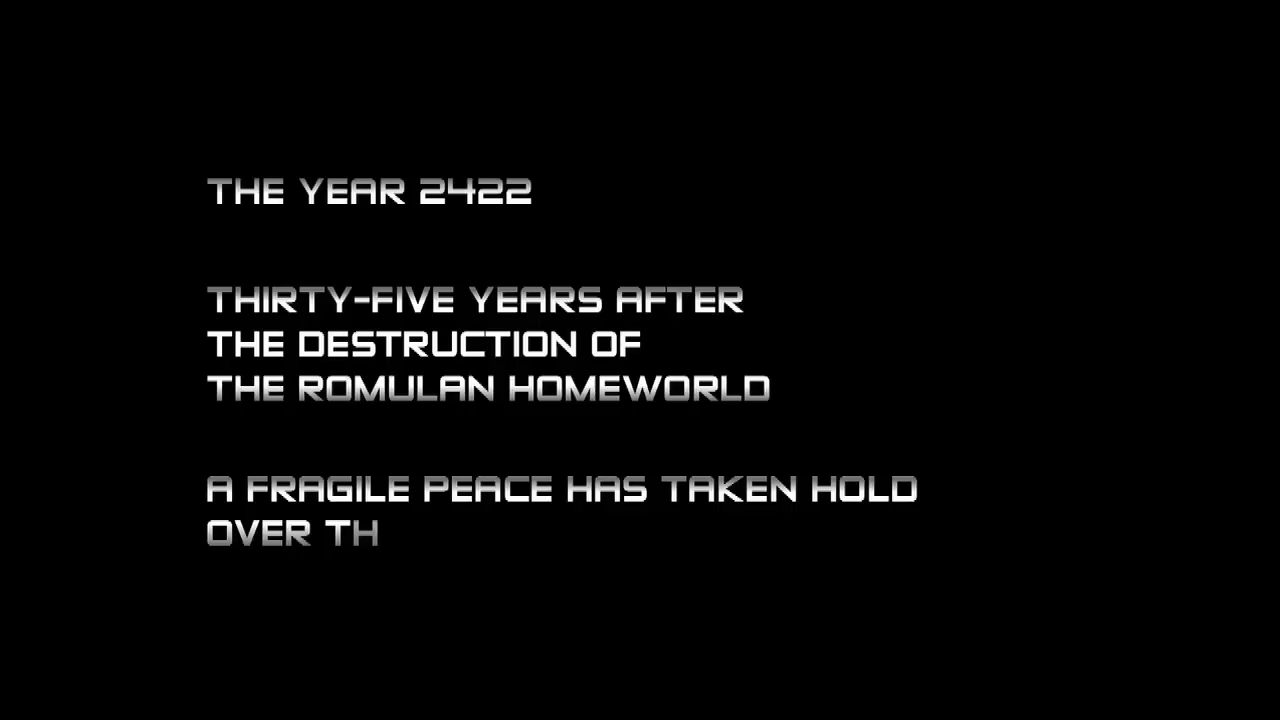 THE YEAR 2422
THIRTY-FIVE YEARS AFTER
THE DESTRUCTION OF
THE ROMULAN HOMEWORLD
A FRAGILE PEACE HAS TAKEN HOLD
OVER TH